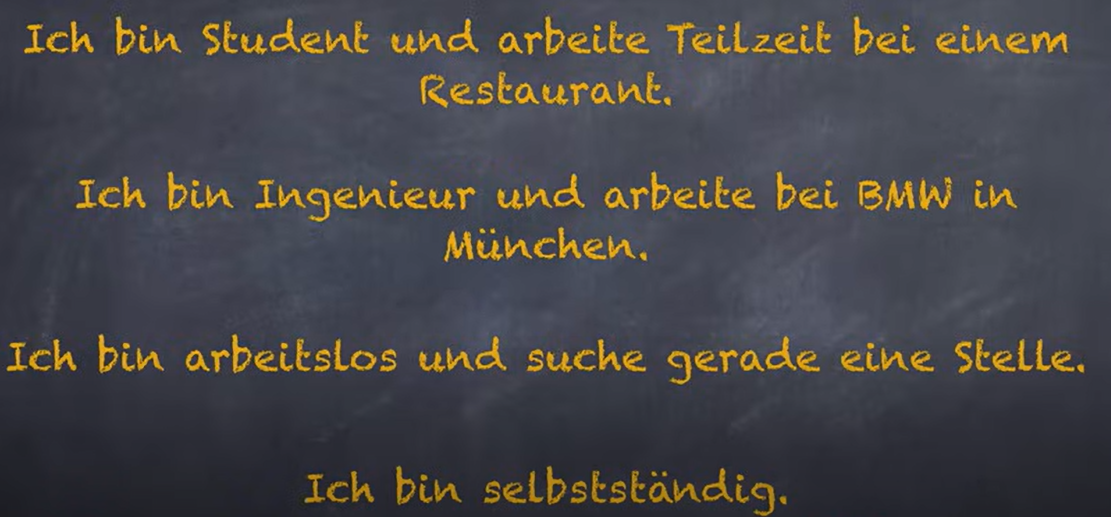 Ich bin Student und arbeite Teilzeit bei einem
Restaurant.
Ich bin Ingenieur und arbeite bei BMW in
München.
Ich bin arbeitslos und suche gerade eine Stelle.
Ich bin selbstständig.